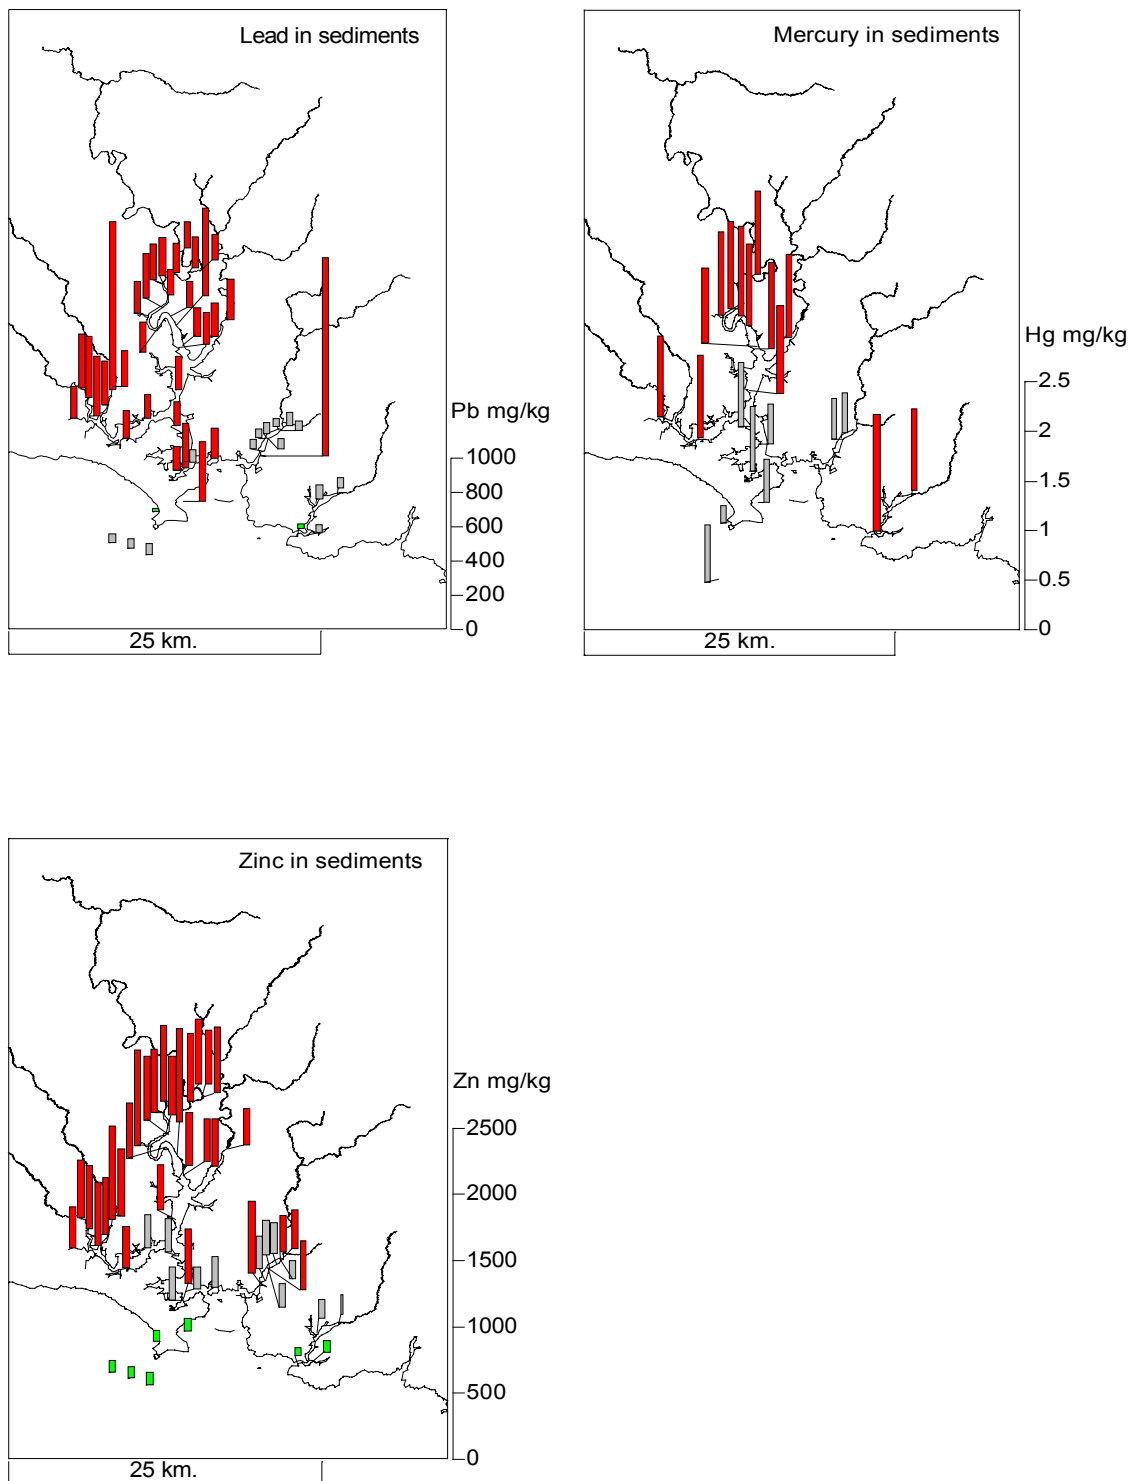 Lead in sediments
Pb mg/kg
1000
800
600
400
200
0
25 km.
Mercury in sediments
Hg mg/kg
2.5
2
1.5
1
0.5
0
25 km.
Zinc in sediments
Zn mg/kg
2500
2000
1500
1000
500
0
25 km.